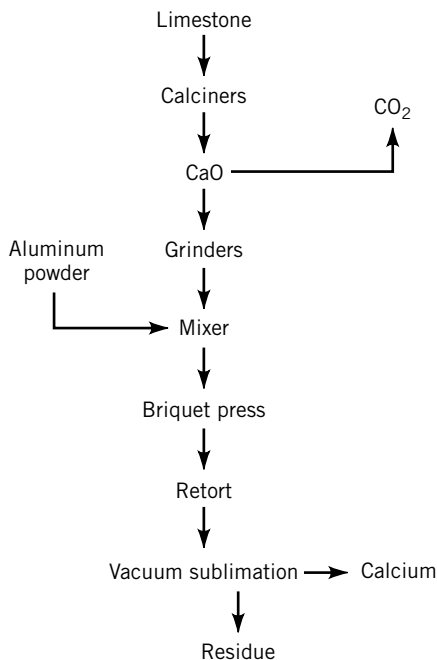 Limestone
Calciners
CO2
CaO
Aluminum
powder
Grinders
Mixer
Briquet press
Retort
Vacuum sublimation
Calcium
Residue